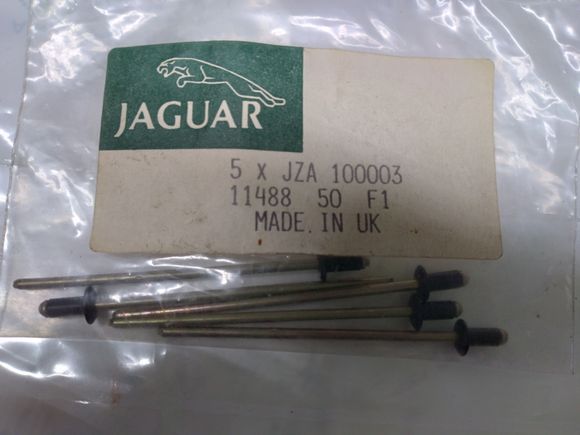 JAGUAR
5 x JZA 100003
11488 50 F1
MADE.IN UK